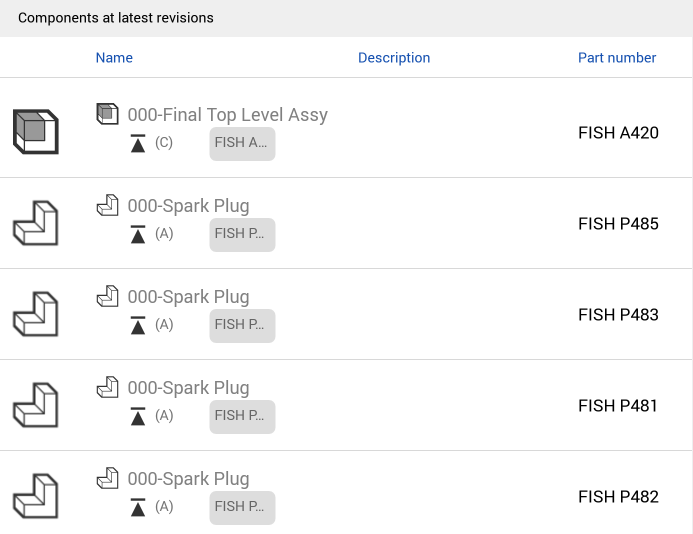 Components at latest revisions
Name Description Part number
000-Final Top Level Assy
(C) FISH A...
FISH A420
000-Spark Plug
(A) FISH P...
FISH P485
000-Spark Plug
(A) FISH P...
FISH P483
000-Spark Plug
(A) FISH P...
FISH P481
000-Spark Plug
(A) FISH P...
FISH P482